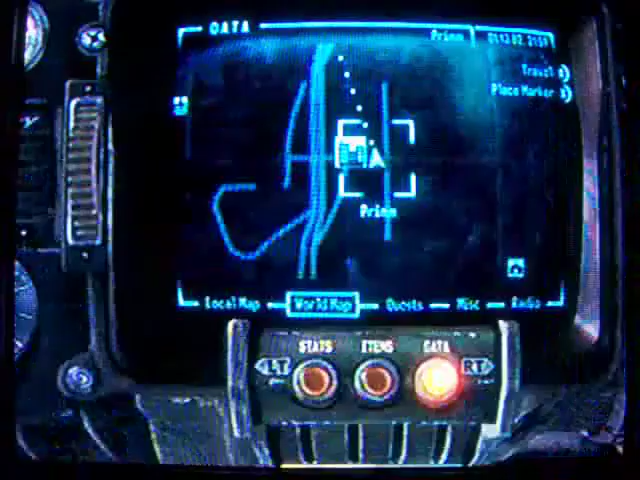 DATA
Primm
Travel
Place Marker
Primm
Local Map
World Map
Quests
Misc
Radio
STATS
ITEMS
DATA
LT
RT